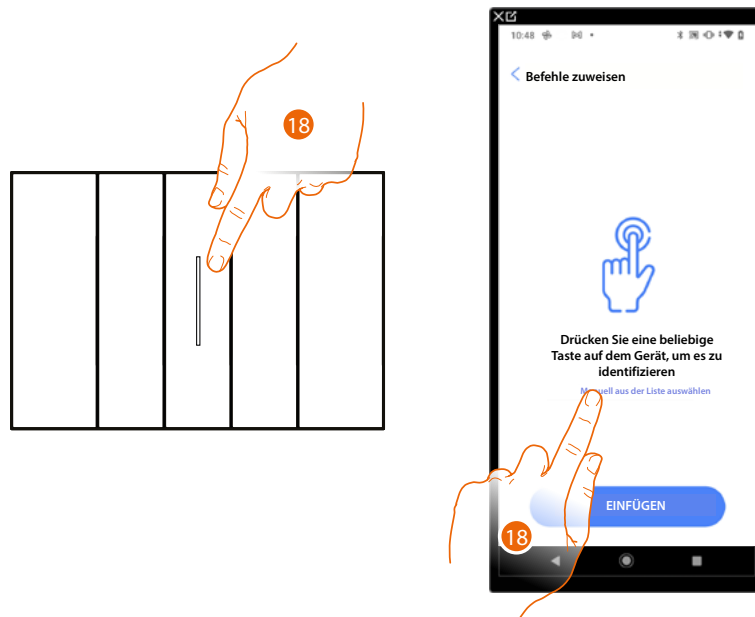 18
10:48
Befehle zuweisen
Drücken Sie eine beliebige
Taste auf dem Gerät, um es zu
identifizieren
aus der Liste auswählen
EINFÜGEN
18